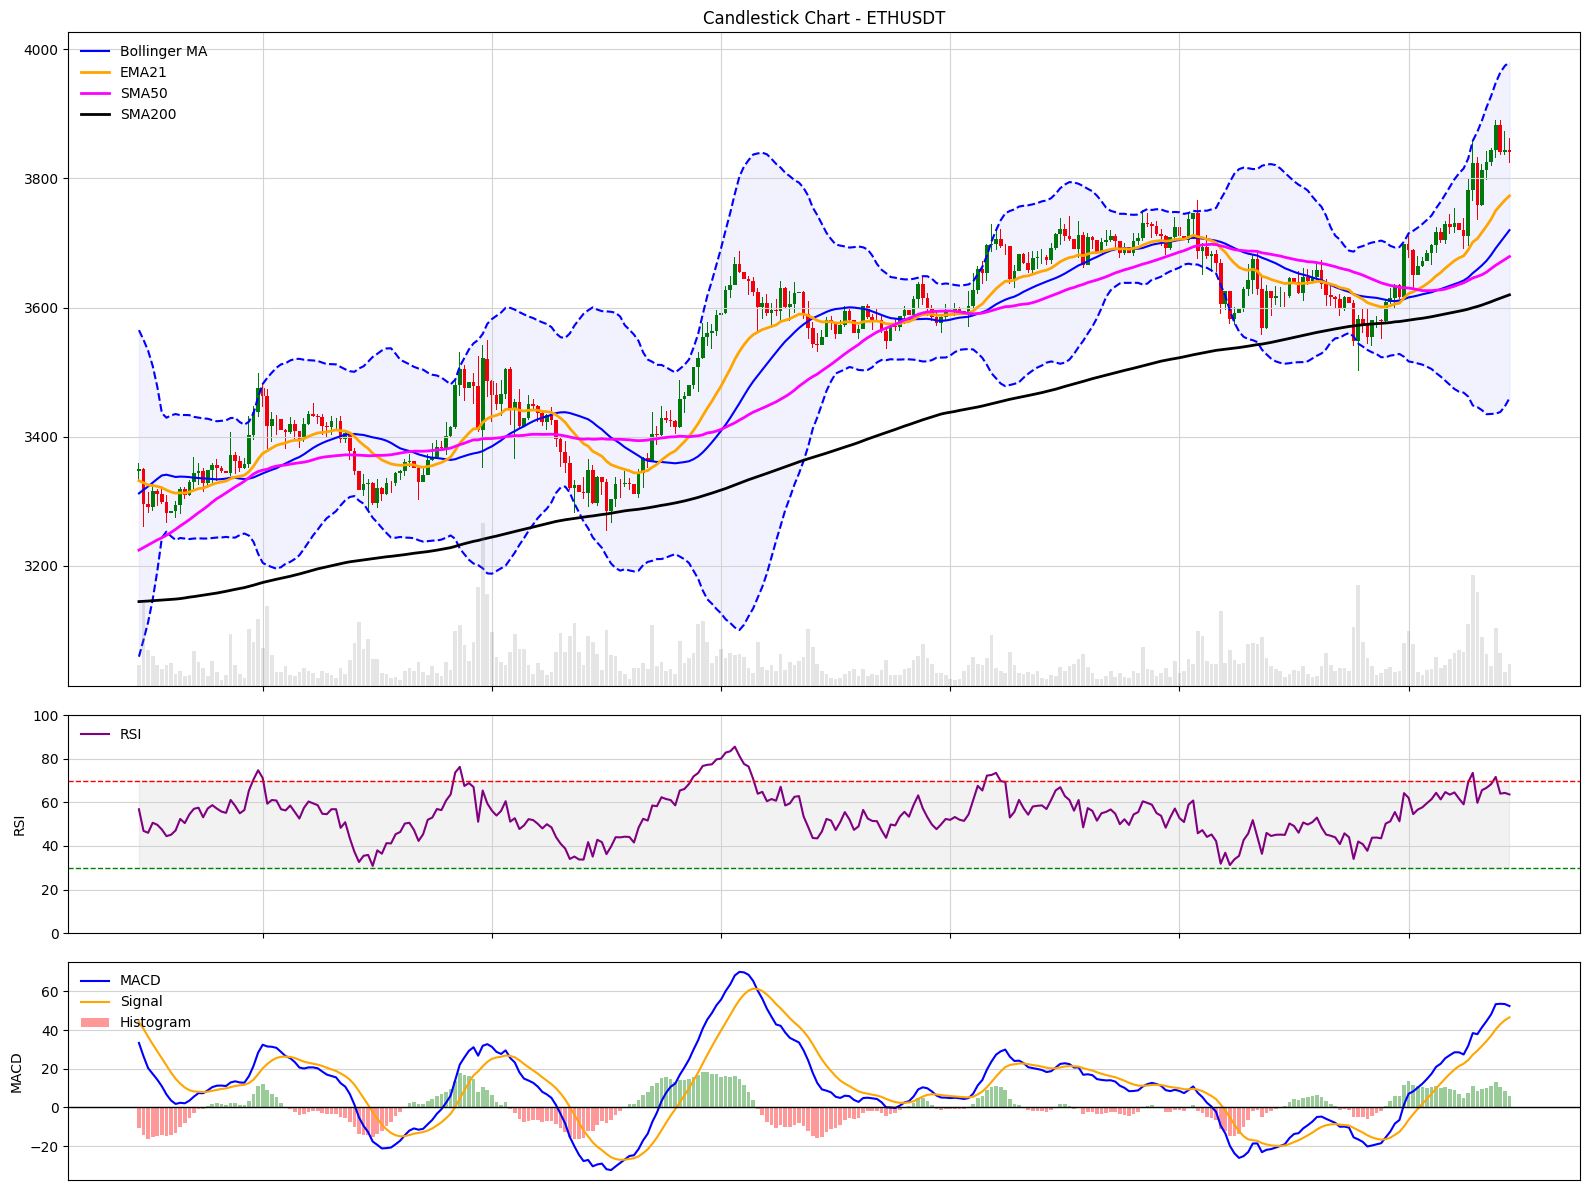 Candlestick Chart - ETHUSDT
4000
3800
3600
3400
3200
Bollinger MA
EMA21
SMA50
SMA200
100
80
60
40
20
0
RSI
RSI
60
40
20
0
−20
MACD
MACD
Signal
Histogram